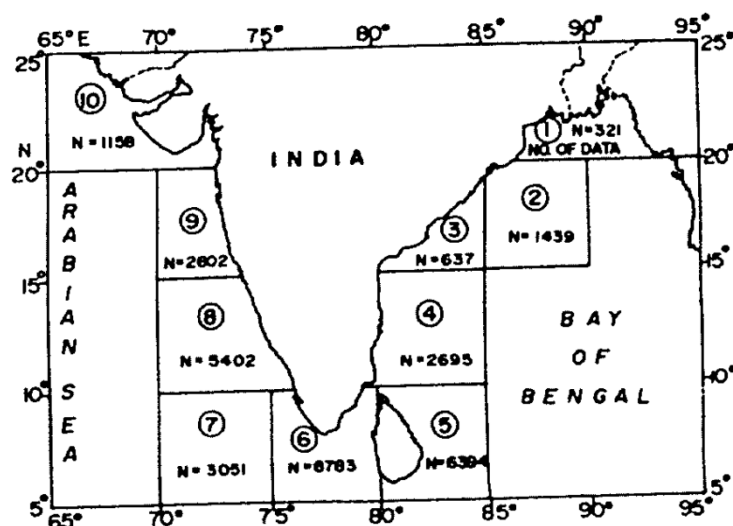 65°E 70° 75° 80° 85° 90° 95°
25° 25°
10
N=1158
N
1
N=321
NO. OF DATA
INDIA
20° 20°
ARABIAN SEA
9
N=2802
2
N=1439
3
N=637
15° 15°
8
N=5402
4
N=2695
BAY
OF
BENGAL
10° 10°
7
N=3051
6
N=8783
5
N=6394
5° 5°
65° 70° 75° 80° 85° 90° 95°